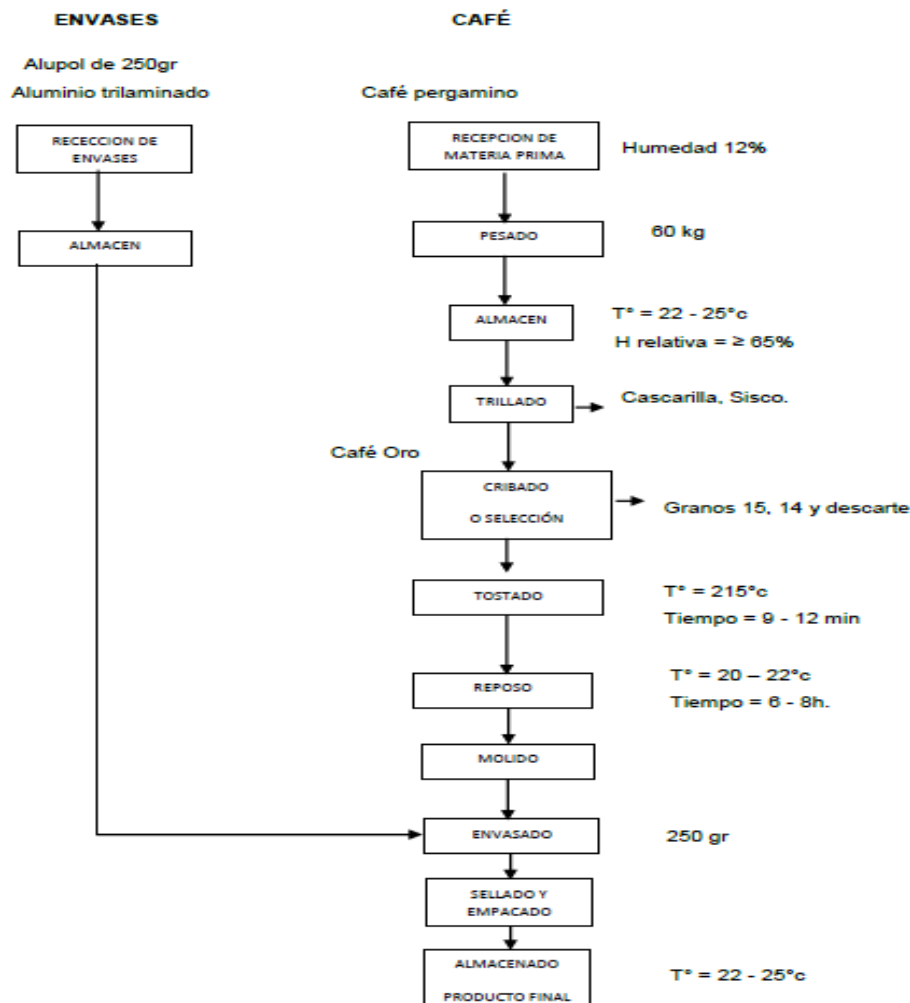 ENVASES
Alupol de 250gr
Aluminio trilaminado
RECECCION DE
ENVASES
ALMACEN
CAFÉ
Café pergamino
RECEPCION DE
MATERIA PRIMA
Humedad 12%
PESADO
60 kg
ALMACEN
T° = 22 - 25°c
H relativa = ≥ 65%
TRILLADO
Cascarilla, Sisco.
Café Oro
CRIBADO
O SELECCIÓN
Granos 15, 14 y descarte
TOSTADO
T° = 215°c
Tiempo = 9 - 12 min
REPOSO
T° = 20 – 22°c
Tiempo = 6 - 8h.
MOLIDO
ENVASADO
250 gr
SELLADO Y
EMPACADO
ALMACENADO
PRODUCTO FINAL
T° = 22 - 25°c